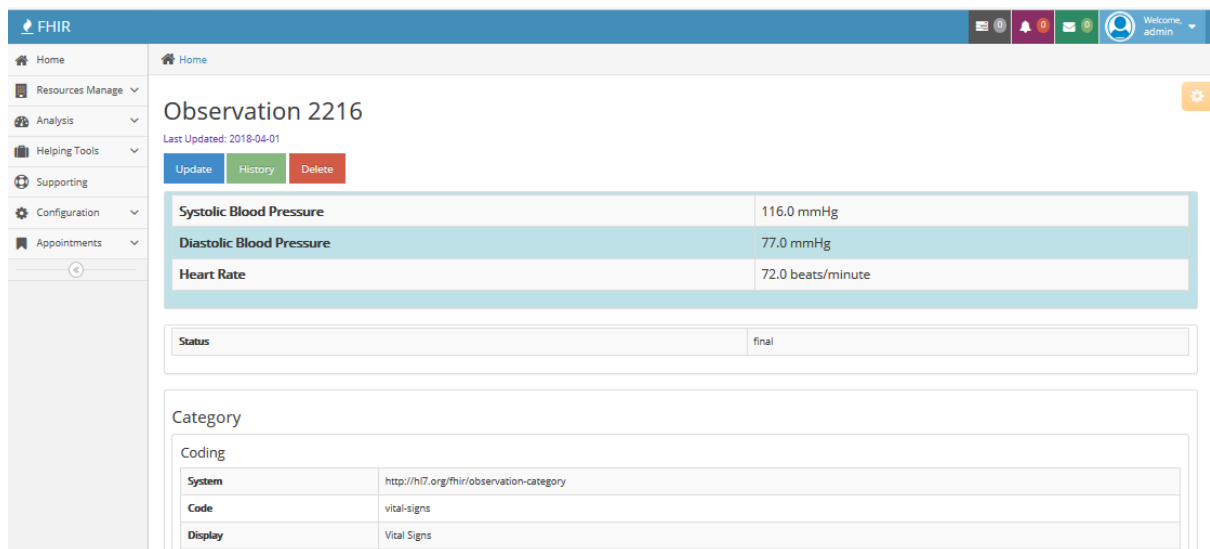 FHIR
0 0 0 Welcome, admin
Home
Resources Manage
Analysis
Helping Tools
Supporting
Configuration
Appointments
Home
Observation 2216
Last Updated: 2018-04-01
Update History Delete
Systolic Blood Pressure 116.0 mmHg
Diastolic Blood Pressure 77.0 mmHg
Heart Rate 72.0 beats/minute
Status final
Category
Coding
System http://hl7.org/fhir/observation-category
Code vital-signs
Display Vital Signs